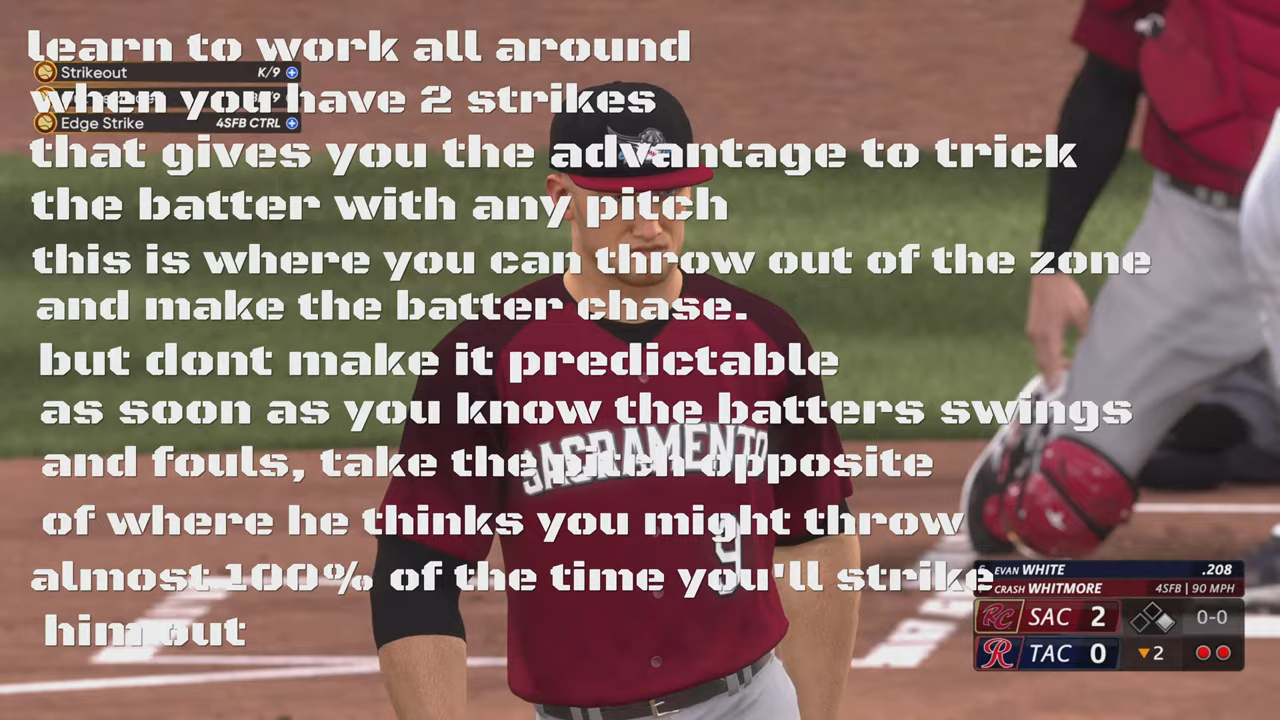 learn to work all around
Strikeout K/9
when you have 2 strikes
Edge Strike 4SFB CTRL
that gives you the advantage to trick
the batter with any pitch
this is where you can throw out of the zone
and make the batter chase.
but dont make it predictable
as soon as you know the batters swings
and fouls, take the pitch opposite
SACRAMENTO
of where he thinks you might throw
9
almost 100% of the time you'll strike
him out
EVAN WHITE .208
CRASH WHITMORE 4SFB | 90 MPH
RC SAC 2 0-0
R TAC 0 ▼2